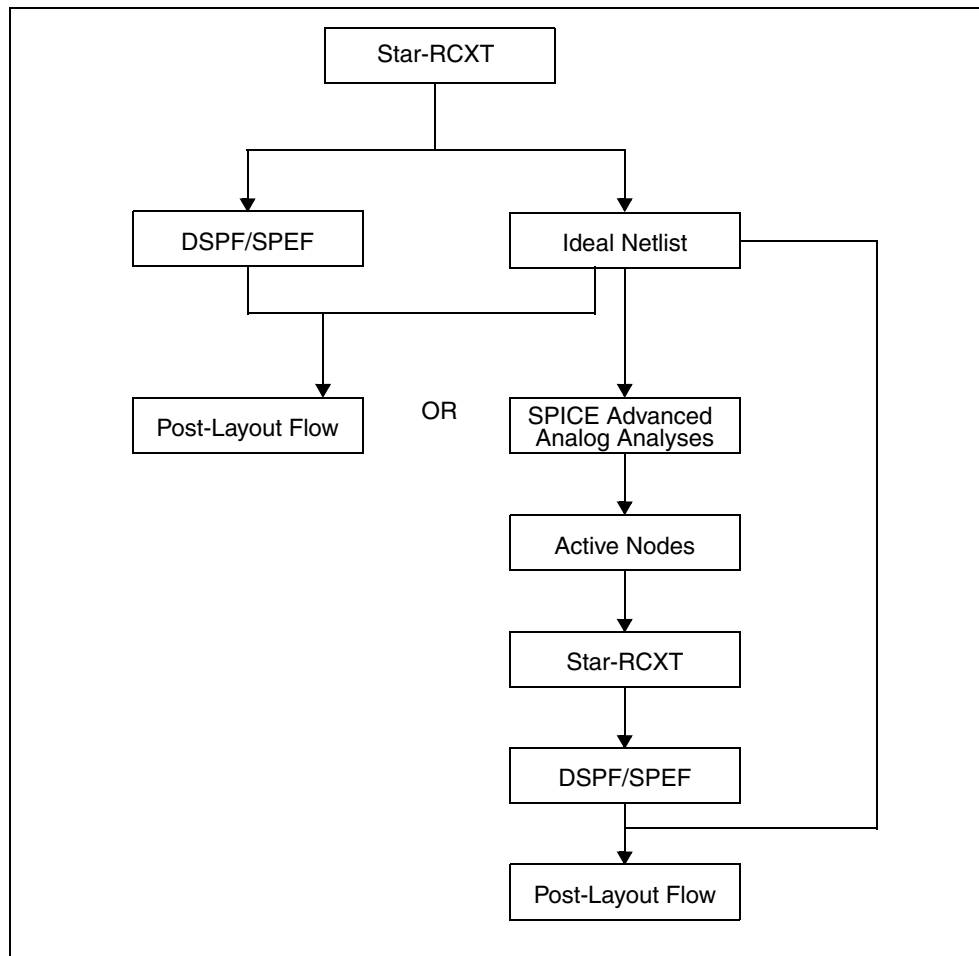 Star-RCXT
DSPF/SPEF
Ideal Netlist
Post-Layout Flow
OR
SPICE Advanced
Analog Analyses
Active Nodes
Star-RCXT
DSPF/SPEF
Post-Layout Flow